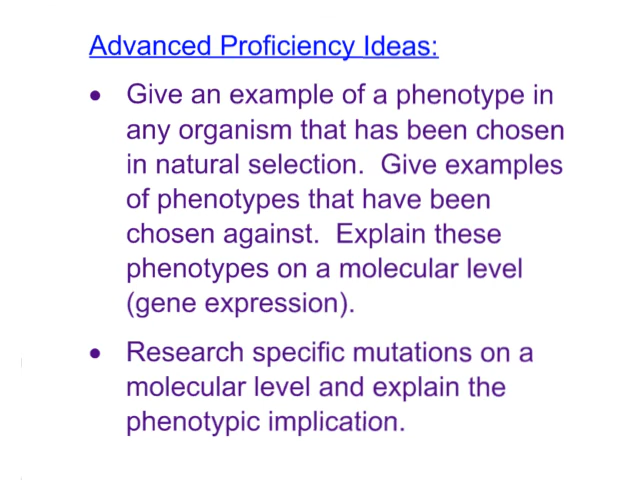 Advanced Proficiency Ideas:
• Give an example of a phenotype in
any organism that has been chosen
in natural selection.  Give examples
of phenotypes that have been
chosen against.  Explain these
phenotypes on a molecular level
(gene expression).
• Research specific mutations on a
molecular level and explain the
phenotypic implication.